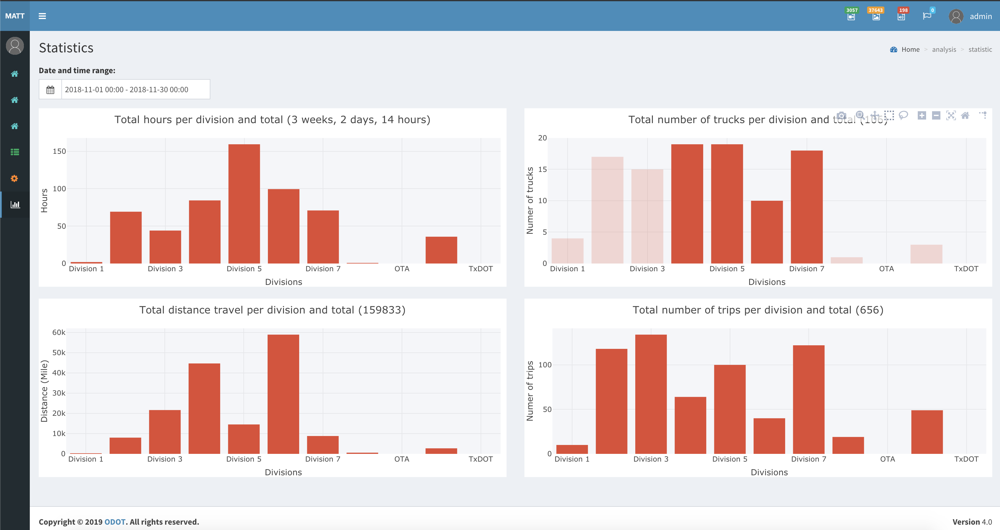 MATT
3057
37643
198
0
admin
Statistics
Home > analysis > statistic
Date and time range:
2018-11-01 00:00 - 2018-11-30 00:00
Total hours per division and total (3 weeks, 2 days, 14 hours)
150
100
50
0
Hours
Division 1
Division 3
Division 5
Division 7
OTA
TxDOT
Divisions
Total number of trucks per division and total (106)
20
15
10
5
0
Numer of trucks
Division 1
Division 3
Division 5
Division 7
OTA
TxDOT
Divisions
Total distance travel per division and total (159833)
60k
50k
40k
30k
20k
10k
0
Distance (Mile)
Division 1
Division 3
Division 5
Division 7
OTA
TxDOT
Divisions
Total number of trips per division and total (656)
100
50
0
Numer of trips
Division 1
Division 3
Division 5
Division 7
OTA
TxDOT
Divisions
Copyright © 2019 ODOT. All rights reserved.
Version 4.0